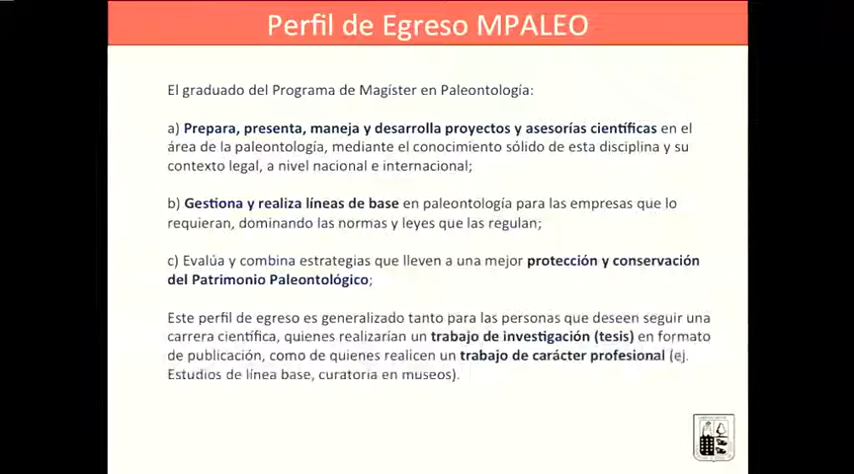 Perfil de Egreso MPALEO
El graduado del Programa de Magíster en Paleontología:
a) Prepara, presenta, maneja y desarrolla proyectos y asesorías científicas en el
área de la paleontología, mediante el conocimiento sólido de esta disciplina y su
contexto legal, a nivel nacional e internacional;
b) Gestiona y realiza líneas de base en paleontología para las empresas que lo
requieran, dominando las normas y leyes que las regulan;
c) Evalúa y combina estrategias que lleven a una mejor protección y conservación
del Patrimonio Paleontológico;
Este perfil de egreso es generalizado tanto para las personas que deseen seguir una
carrera científica, quienes realizarían un trabajo de investigación (tesis) en formato
de publicación, como de quienes realicen un trabajo de carácter profesional (ej.
Estudios de línea base, curatoria en museos).